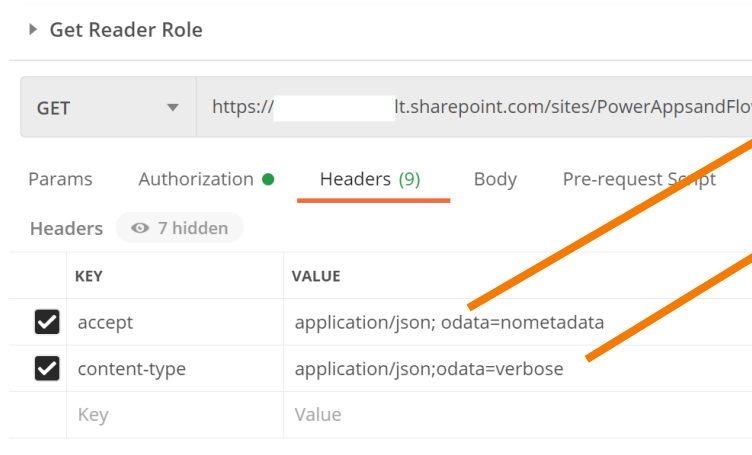 Get Reader Role
GET https:// lt.sharepoint.com/sites/PowerAppsandFlo
Params Authorization Headers (9) Body Pre-request Script
Headers 7 hidden
KEY VALUE
accept application/json; odata=nometadata
content-type application/json;odata=verbose
Key Value